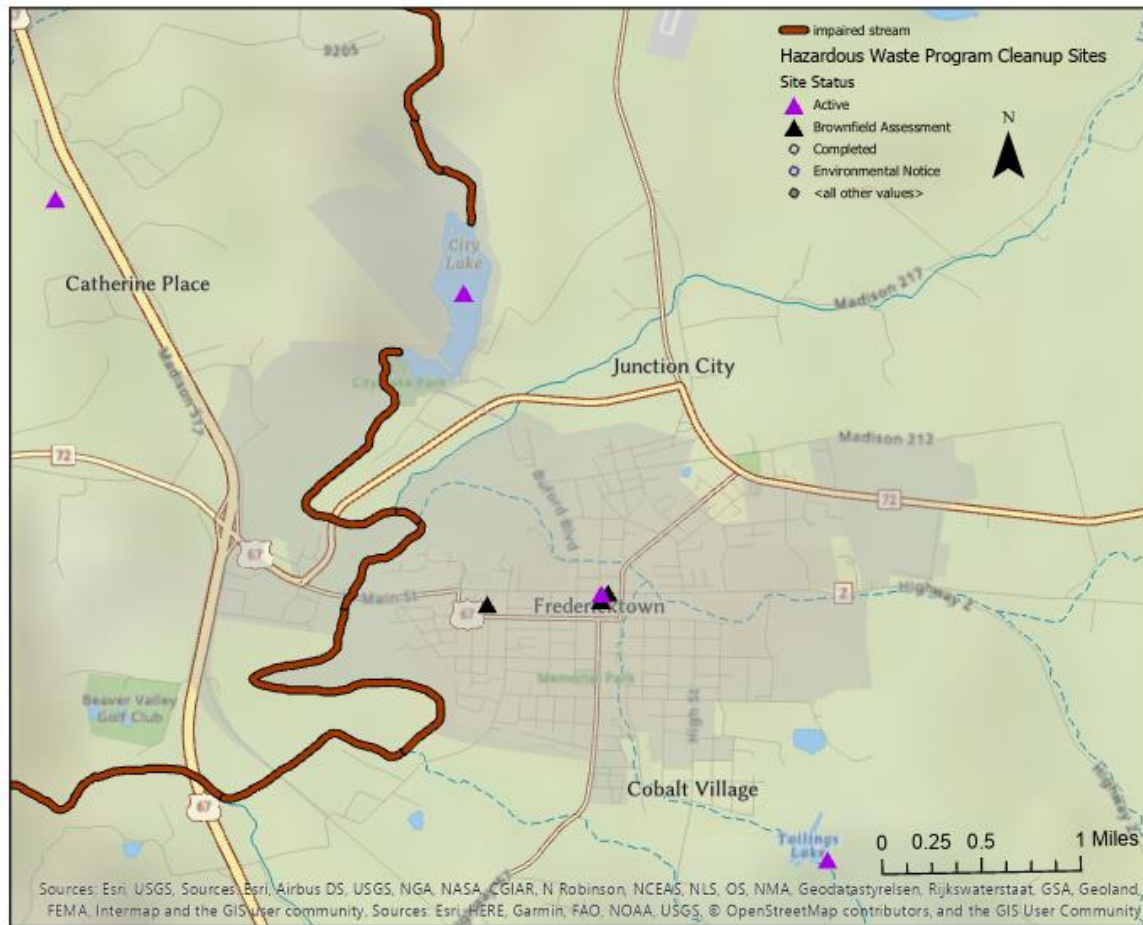 67
9205
impaired stream
Hazardous Waste Program Cleanup Sites
Site Status
Active
Brownfield Assessment
Completed
Environmental Notice
<all other values>
N
City
Lake
Catherine Place
Madison 217
Madison 512
Junction City
City Lake Park
Madison 212
72
72
Buford Blvd
67
Main St
67
Fredericktown
2
Highway Z
Memorial Park
Beaver Valley
Golf Club
High St
67
Cobalt Village
Tailings
Lake
0 0.25 0.5 1 Miles
Sources: Esri, USGS, Sources: Esri, Airbus DS, USGS, NGA, NASA, CGIAR, N Robinson, NCEAS, NLS, OS, NMA, Geodatastyrelsen, Rijkswaterstaat, GSA, Geoland,
FEMA, Intermap and the GIS user community, Sources: Esri, HERE, Garmin, FAO, NOAA, USGS, © OpenStreetMap contributors, and the GIS User Community